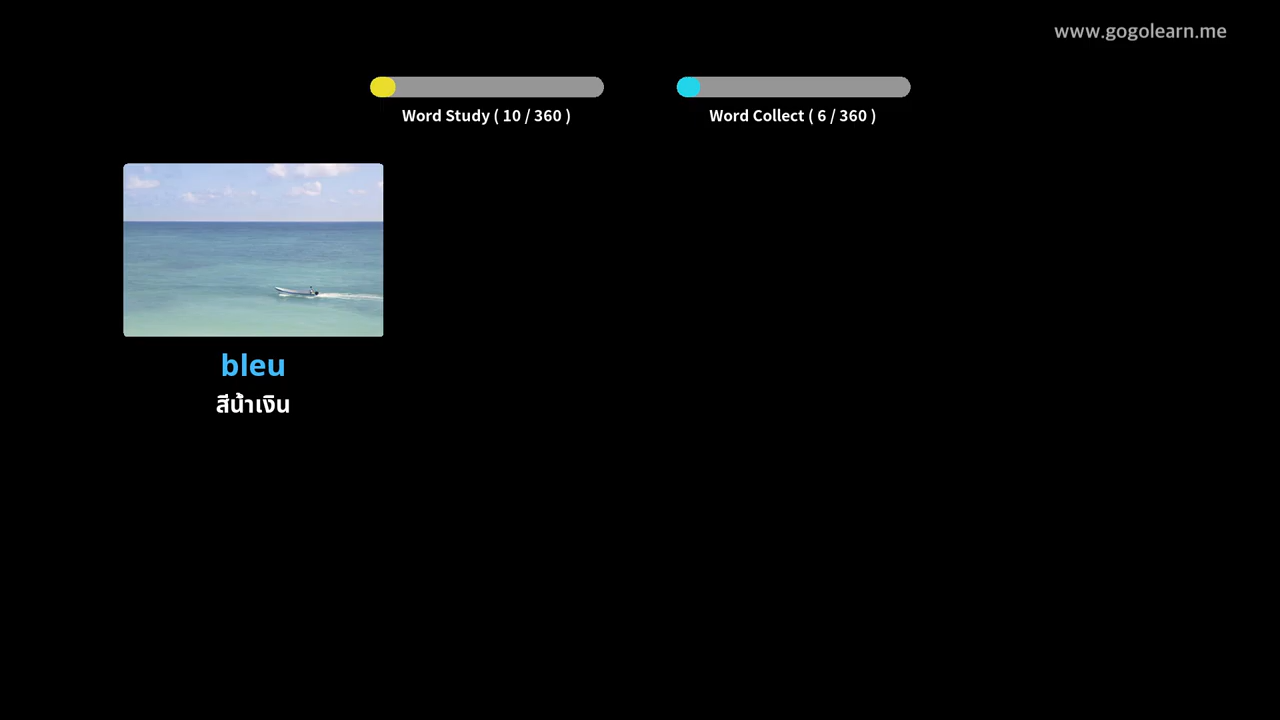 www.gogolearn.me
Word Study ( 10 / 360 )
Word Collect ( 6 / 360 )
bleu
สีน้ำเงิน